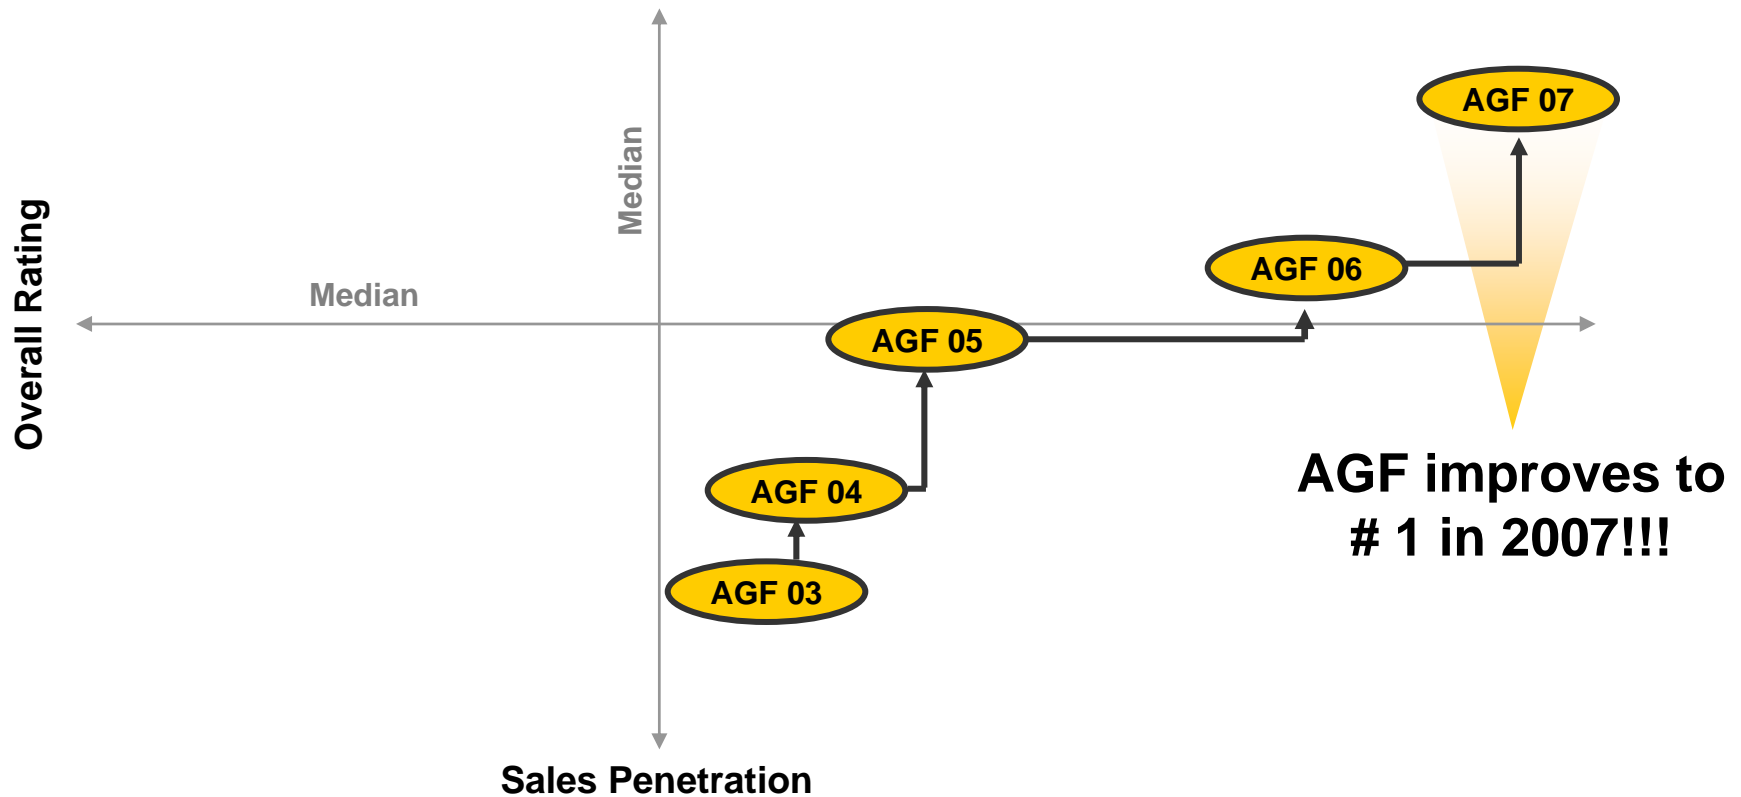 AGF 07
Median
Overall Rating
AGF 06
Median
AGF 05
AGF improves to
# 1 in 2007!!!
AGF 04
AGF 03
Sales Penetration